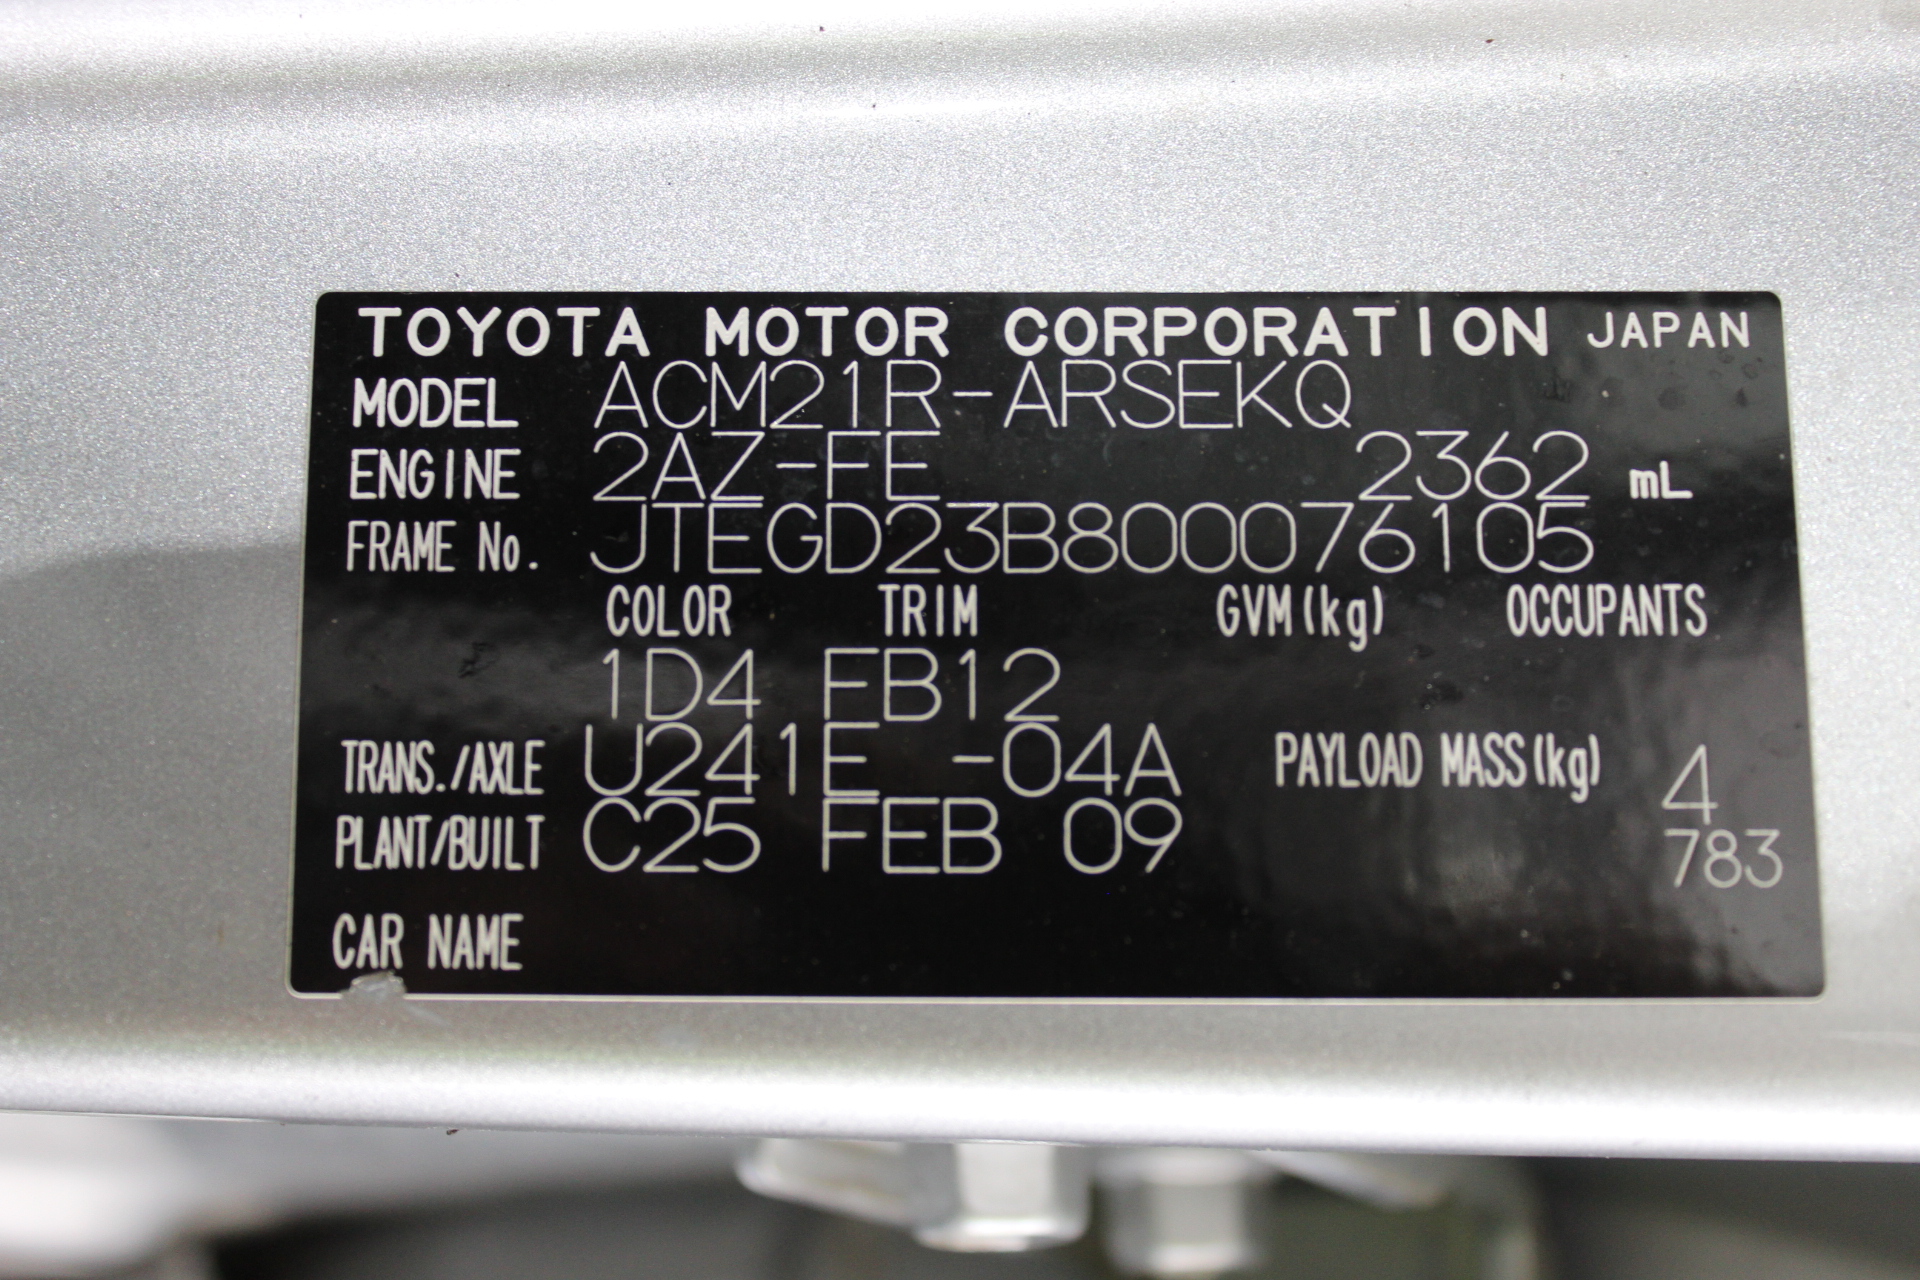 TOYOTA MOTOR CORPORATION JAPAN
MODEL ACM21R-ARSEKQ
ENGINE 2AZ-FE 2362 mL
FRAME No. JTEGD23B800076105
COLOR TRIM GVM(kg) OCCUPANTS
1D4 FB12
TRANS./AXLE U241E -04A PAYLOAD MASS(kg) 4
PLANT/BUILT C25 FEB 09 783
CAR NAME